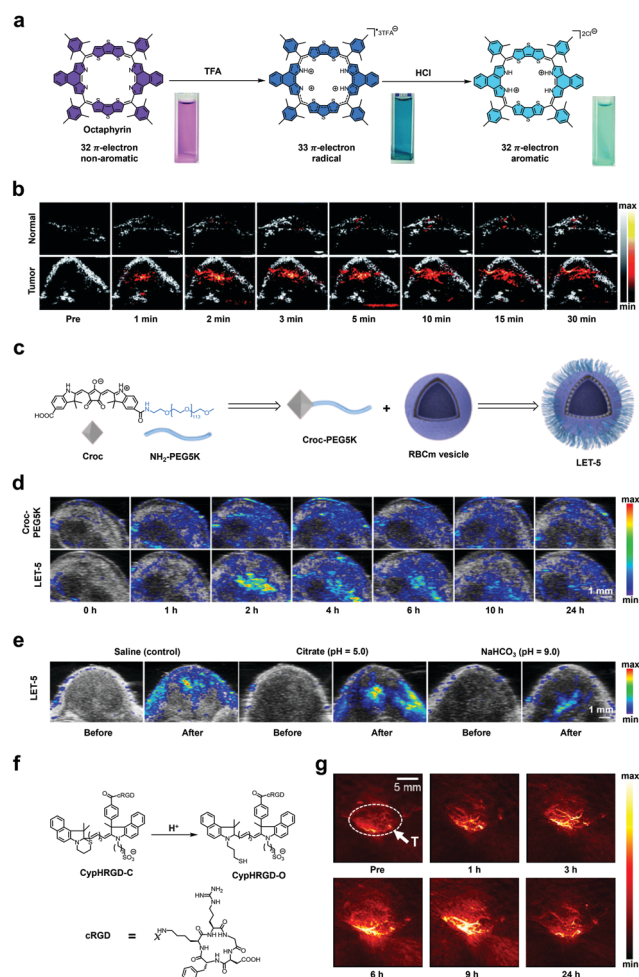 a
TFA
HCl
•3TFA⊖
2Cl⊖
Octaphyrin
32 π-electron
non-aromatic
33 π-electron
radical
32 π-electron
aromatic
b
Normal
Tumor
max
min
Pre
1 min
2 min
3 min
5 min
10 min
15 min
30 min
c
HOOC
Croc
NH2-PEG5K
Croc-PEG5K
+
RBCm vesicle
LET-5
d
Croc-
PEG5K
LET-5
0 h
1 h
2 h
4 h
6 h
10 h
24 h
1 mm
max
min
e
Saline (control)
Citrate (pH = 5.0)
NaHCO3 (pH = 9.0)
LET-5
Before
After
Before
After
Before
After
1 mm
max
min
f
cRGD
SO3
CypHRGD-C
H+
cRGD
SH
SO3
CypHRGD-O
cRGD
=
X
COOH
g
5 mm
T
Pre
1 h
3 h
6 h
9 h
24 h
max
min